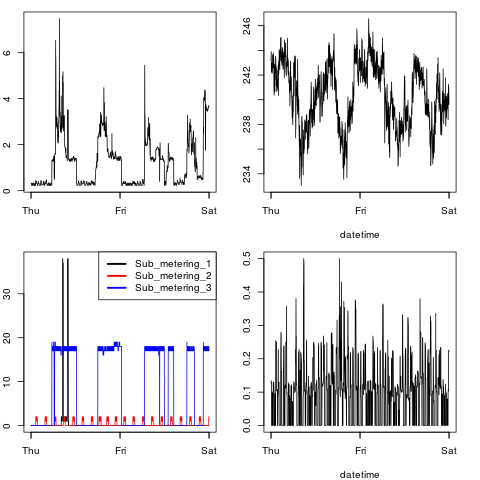 6
4
2
0
Thu Fri Sat
246
242
238
234
Thu Fri Sat
datetime
30
20
10
0
Sub_metering_1
Sub_metering_2
Sub_metering_3
Thu Fri Sat
0.5
0.4
0.3
0.2
0.1
0.0
Thu Fri Sat
datetime